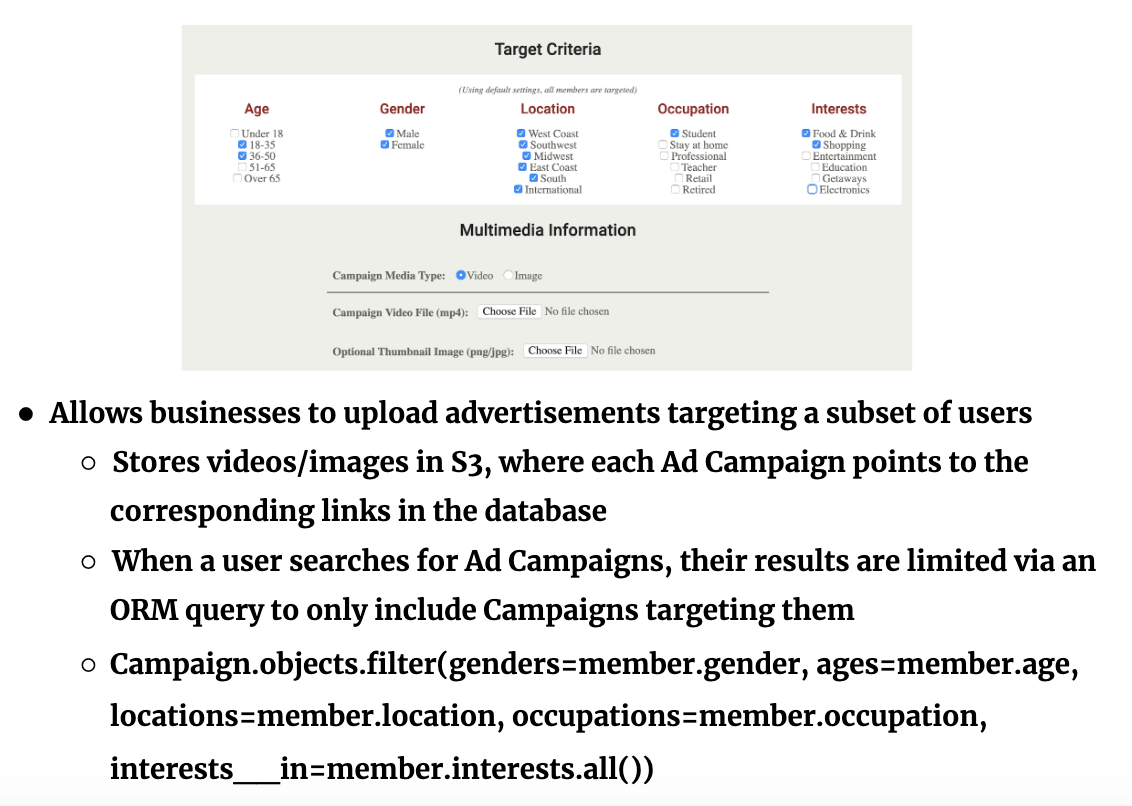 Target Criteria
(Using default settings, all members are targeted)
Age Gender Location Occupation Interests
Under 18 Male West Coast Student Food & Drink
18-35 Female Southwest Stay at home Shopping
36-50 Midwest Professional Entertainment
51-65 East Coast Teacher Education
Over 65 South Retail Getaways
International Retired Electronics
Multimedia Information
Campaign Media Type: Video Image
Campaign Video File (mp4): Choose File No file chosen
Optional Thumbnail Image (png/jpg): Choose File No file chosen
● Allows businesses to upload advertisements targeting a subset of users
○ Stores videos/images in S3, where each Ad Campaign points to the
corresponding links in the database
○ When a user searches for Ad Campaigns, their results are limited via an
ORM query to only include Campaigns targeting them
○ Campaign.objects.filter(genders=member.gender, ages=member.age,
locations=member.location, occupations=member.occupation,
interests__in=member.interests.all())